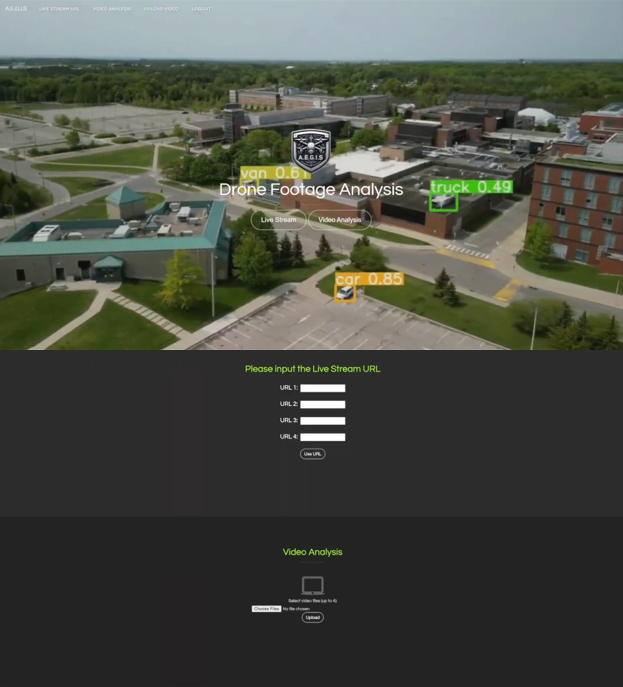 A.E.G.I.S LIVE STREAM URL VIDEO ANALYSIS UPLOAD VIDEO LOGOUT
A.E.G.I.S
van 0.61
Drone Footage Analysis
truck 0.49
Live Stream Video Analysis
car 0.85
Please input the Live Stream URL
URL 1:
URL 2:
URL 3:
URL 4:
Use URL
Video Analysis
Select video files (up to 4)
Choose Files No file chosen
Upload